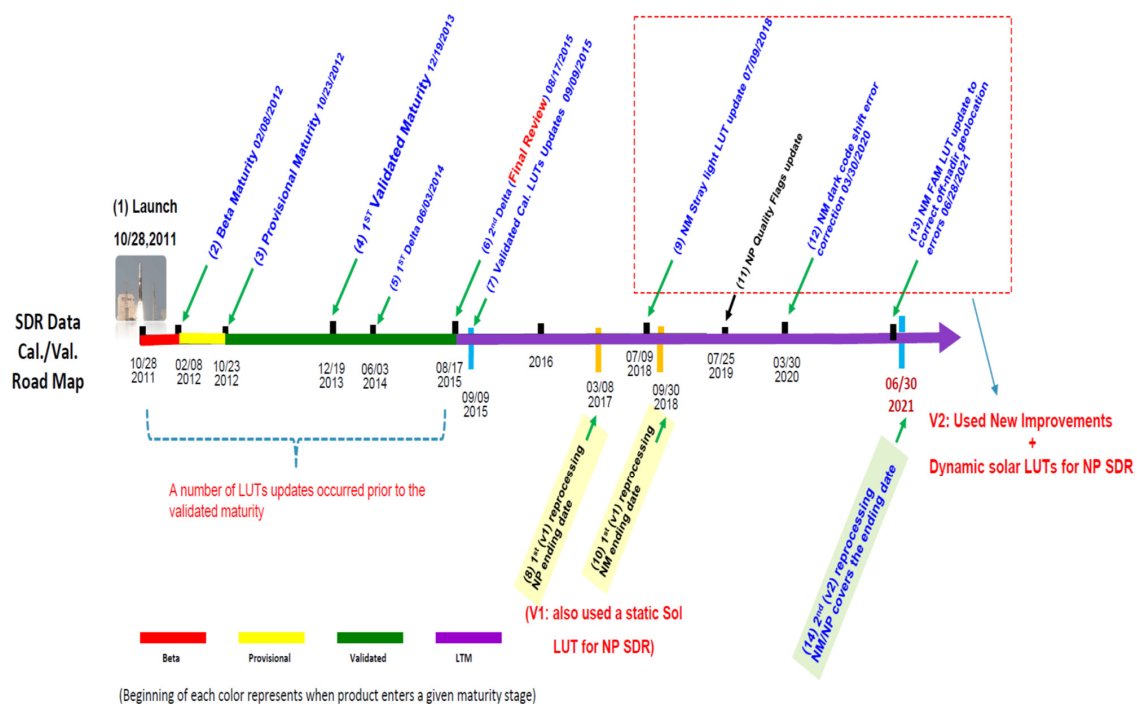 (1) Launch
10/28,2011
(2) Beta Maturity 02/08/2012
(3) Provisional Maturity 10/23/2012
(4) 1ST Validated Maturity 12/19/2013
(5) 1ST Delta 06/03/2014
(6) 2nd Delta (Final Review) 08/17/2015
(7) Validated Cal. LUTs Updates 09/09/2015
(9) NM Stray light LUT update 07/09/2018
(11) NP Quality Flags update
(12) NM dark code shift error
correction 03/30/2020
(13) NM FAM LUT update to
correct off-nadir geolocation
errors 06/28/2021
SDR Data
Cal./Val.
Road Map
10/28
2011
02/08
2012
10/23
2012
12/19
2013
06/03
2014
08/17
2015
09/09
2015
2016
03/08
2017
07/09
2018
09/30
2018
07/25
2019
03/30
2020
06/30
2021
V2: Used New Improvements
+
Dynamic solar LUTs for NP SDR
A number of LUTs updates occurred prior to the
validated maturity
(8) 1st (v1) reprocessing
NP ending date
(10) 1st (v1) reprocessing
NM ending date
(14) 2nd (v2) reprocessing
NM/NP covers the ending date
(V1: also used a static Sol
LUT for NP SDR)
Beta
Provisional
Validated
LTM
(Beginning of each color represents when product enters a given maturity stage)